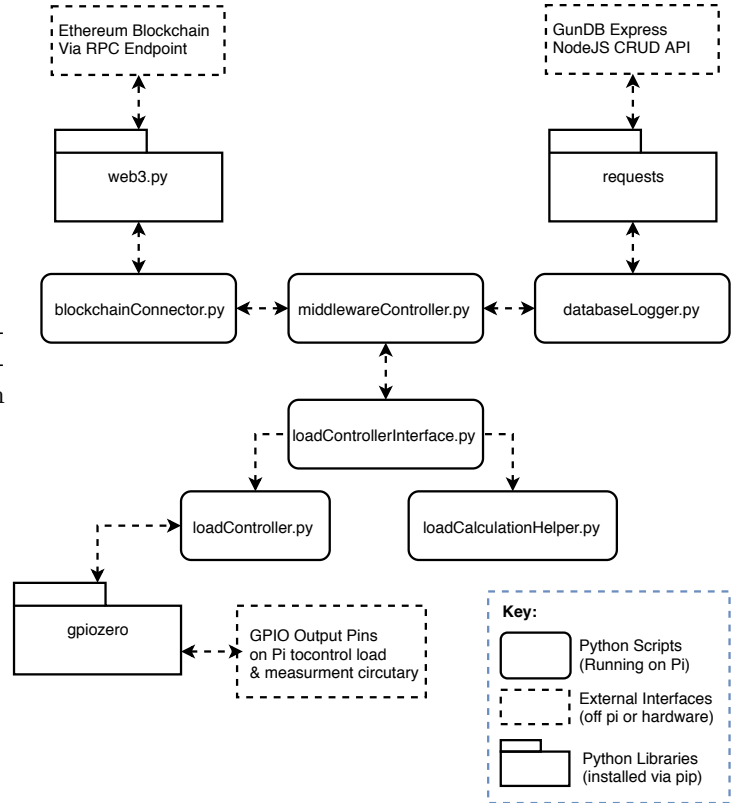 Ethereum Blockchain
Via RPC Endpoint
GunDB Express
NodeJS CRUD API
web3.py
requests
blockchainConnector.py
middlewareController.py
databaseLogger.py
loadControllerInterface.py
loadController.py
loadCalculationHelper.py
gpiozero
GPIO Output Pins
on Pi tocontrol load
& measurment circutary
Key:
Python Scripts
(Running on Pi)
External Interfaces
(off pi or hardware)
Python Libraries
(installed via pip)